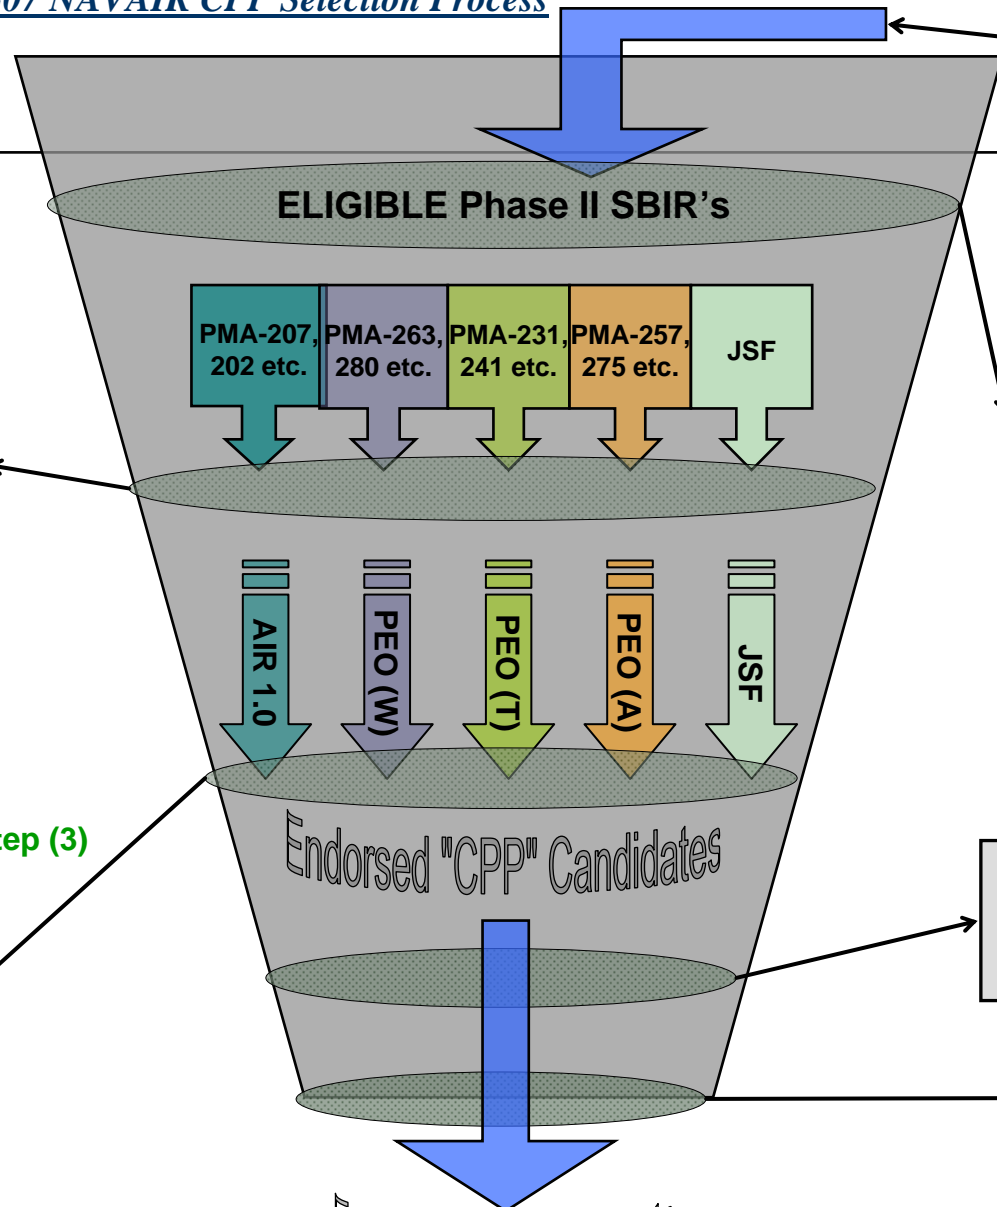 07 NAVAIR CPP Selection Process
ELIGIBLE Phase II SBIR's
PMA-207,
202 etc.
PMA-263,
280 etc.
PMA-231,
241 etc.
PMA-257,
275 etc.
JSF
AIR 1.0
PEO (W)
PEO (T)
PEO (A)
JSF
tep (3)
Endorsed "CPP" Candidates